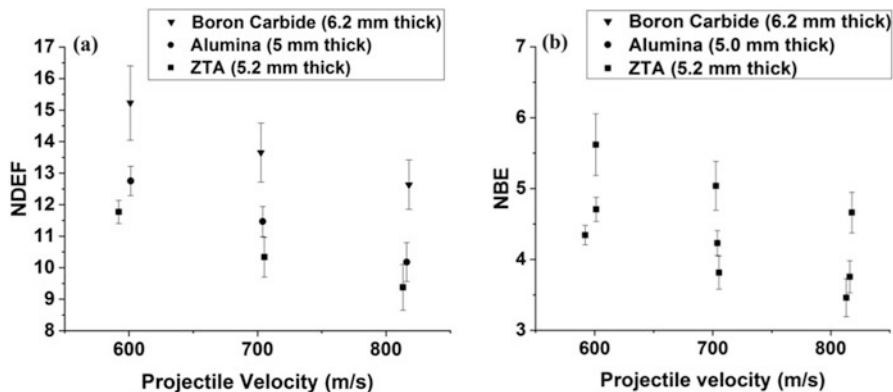 (a)
Boron Carbide (6.2 mm thick)
Alumina (5 mm thick)
ZTA (5.2 mm thick)
17
16
15
14
13
12
11
10
9
8
NDEF
600
700
800
Projectile Velocity (m/s)
(b)
Boron Carbide (6.2 mm thick)
Alumina (5.0 mm thick)
ZTA (5.2 mm thick)
7
6
5
4
3
NBE
600
700
800
Projectile velocity (m/s)